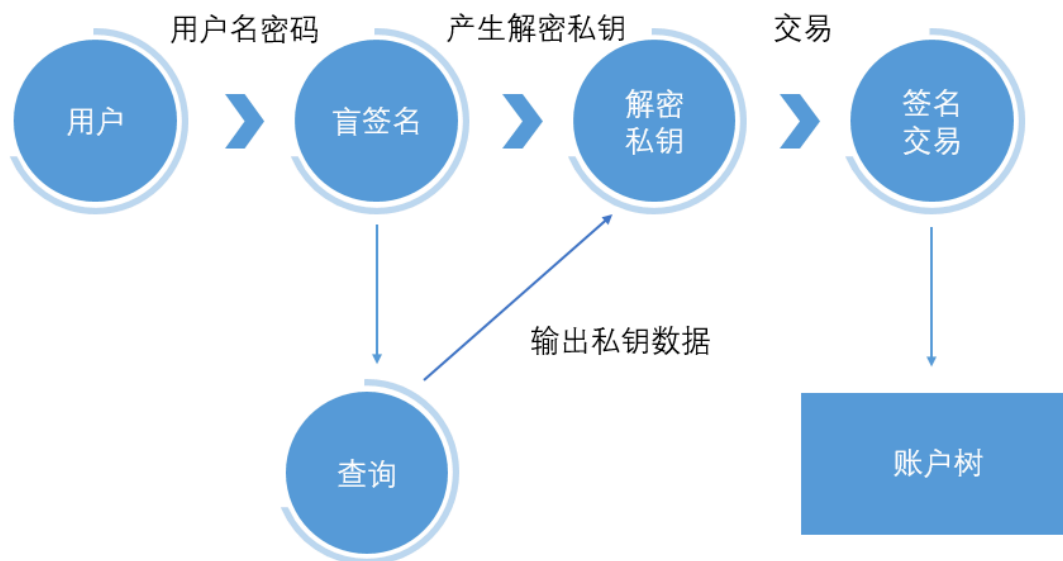 用户名密码
产生解密私钥
交易
用户
盲签名
解密
私钥
签名
交易
输出私钥数据
查询
账户树